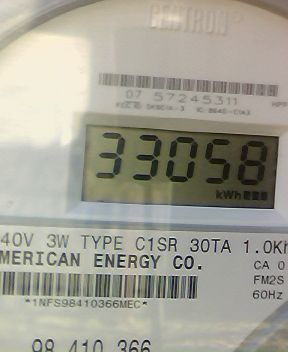 CENTRON®
07 57245311
33058
kWh
40V 3W TYPE C1SR 30TA 1.0Kh
MERICAN ENERGY CO.
CA 0
FM2S
60Hz
*1NFS98410366MEC*
98 410 366